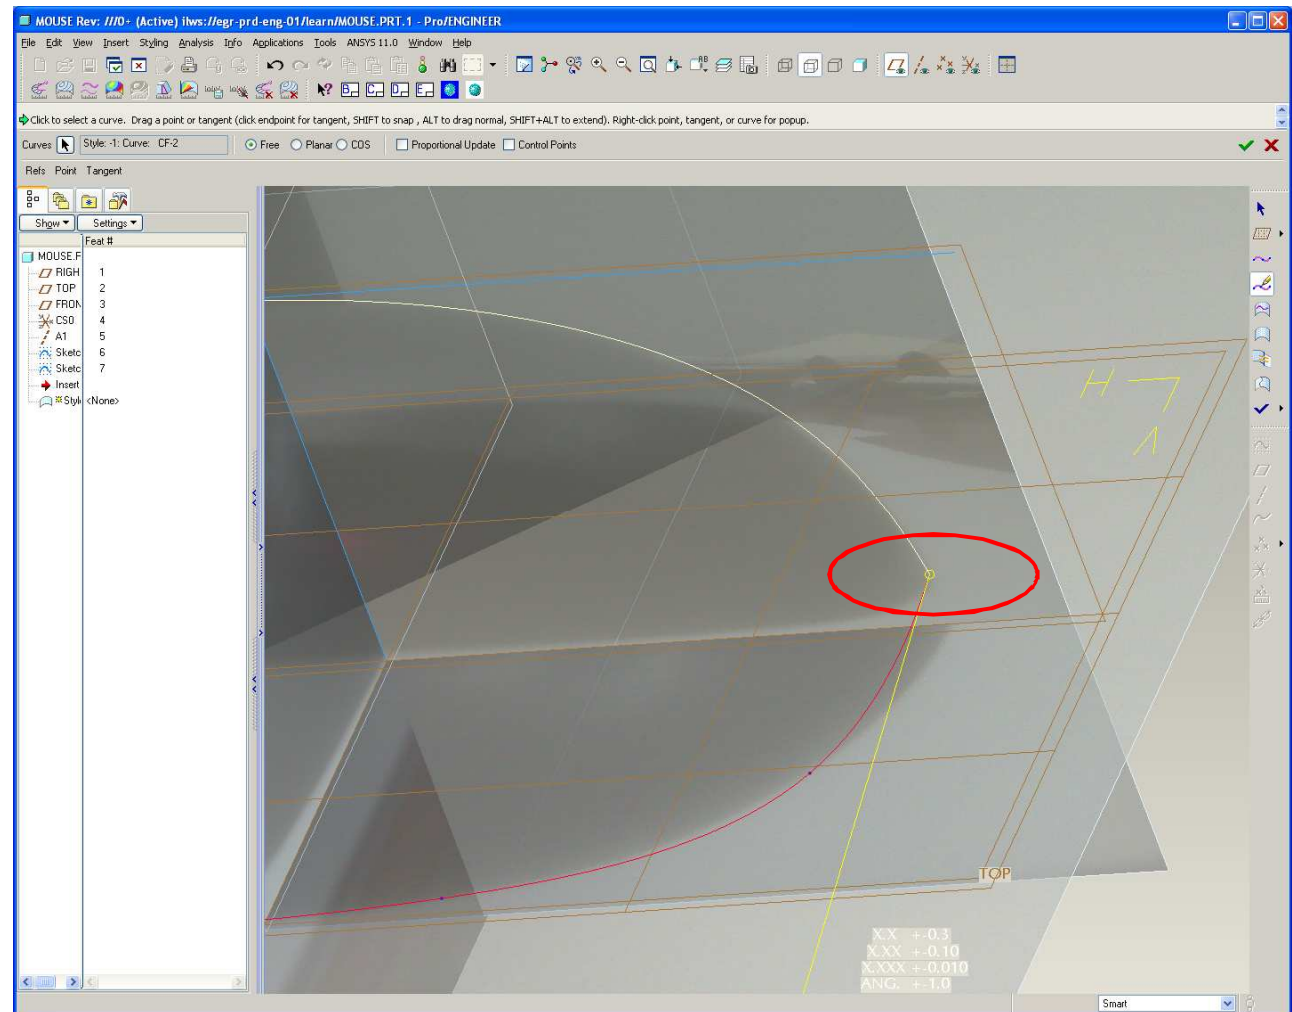 MOUSE Rev: ///0+ (Active) ilws://egr-prd-eng-01/learn/MOUSE.PRT.1 - Pro/ENGINEER
File Edit View Insert Styling Analysis Info Applications Tools ANSYS 11.0 Window Help
Click to select a curve. Drag a point or tangent (click endpoint for tangent, SHIFT to snap , ALT to drag normal, SHIFT+ALT to extend). Right-click point, tangent, or curve for popup.
Curves Style: -1: Curve: CF-2 Free Planar COS Proportional Update Control Points
Refs Point Tangent
Show Settings
Feat #
MOUSE.F
RIGH 1
TOP 2
FRON 3
CS0 4
A1 5
Sketc 6
Sketc 7
Insert
Styl <None>
H
V
TOP
X.X +-0.3
X.XX +-0.10
X.XXX +-0.010
ANG. +-1.0
Smart